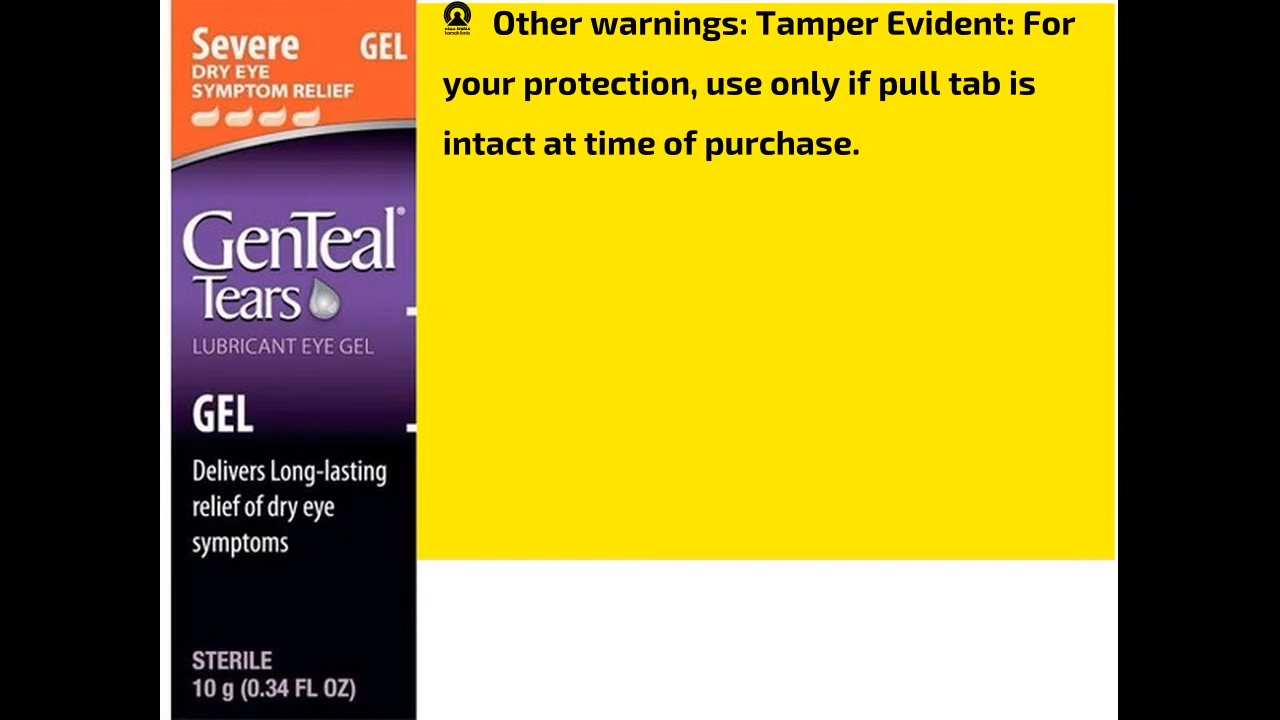 Severe GEL
DRY EYE
SYMPTOM RELIEF
GenTeal®
Tears
LUBRICANT EYE GEL
GEL
Delivers Long-lasting
relief of dry eye
symptoms
STERILE
10 g (0.34 FL OZ)
Other warnings: Tamper Evident: For
your protection, use only if pull tab is
intact at time of purchase.